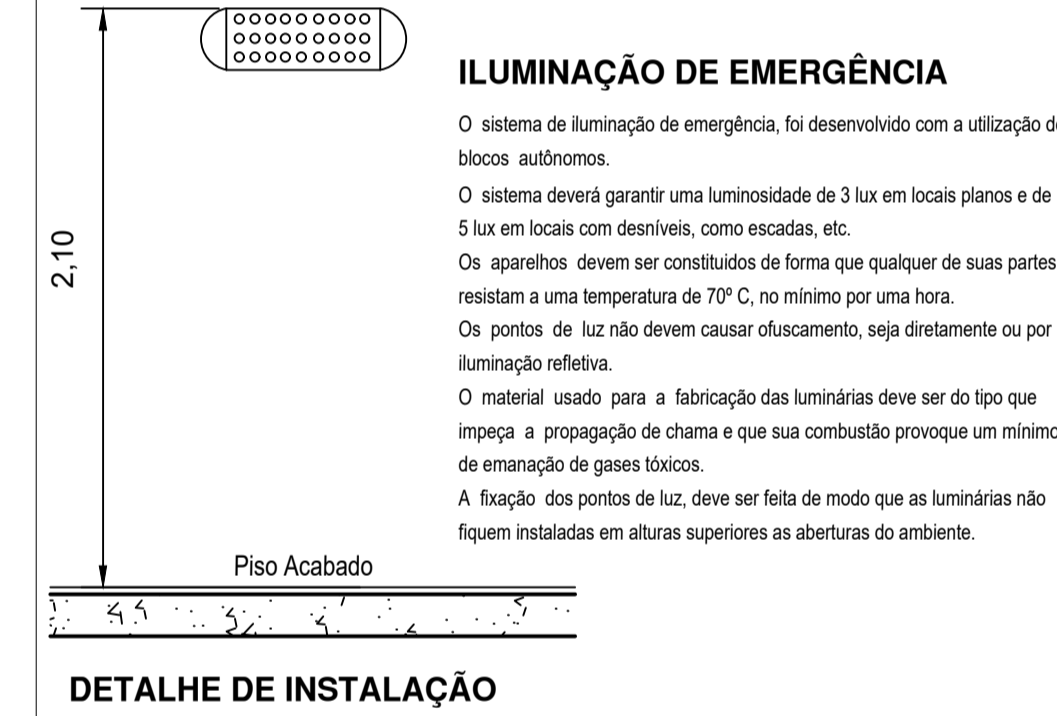 2,10
ILUMINAÇÃO DE EMERGÊNCIA
O sistema de iluminação de emergência, foi desenvolvido com a utilização de
blocos autônomos.
O sistema deverá garantir uma luminosidade de 3 lux em locais planos e de
5 lux em locais com desníveis, como escadas, etc.
Os aparelhos devem ser constituidos de forma que qualquer de suas partes
resistam a uma temperatura de 70º C, no mínimo por uma hora.
Os pontos de luz não devem causar ofuscamento, seja diretamente ou por
iluminação refletiva.
O material usado para a fabricação das luminárias deve ser do tipo que
impeça a propagação de chama e que sua combustão provoque um mínimo
de emanação de gases tóxicos.
A fixação dos pontos de luz, deve ser feita de modo que as luminárias não
fiquem instaladas em alturas superiores as aberturas do ambiente.
Piso Acabado
DETALHE DE INSTALAÇÃO